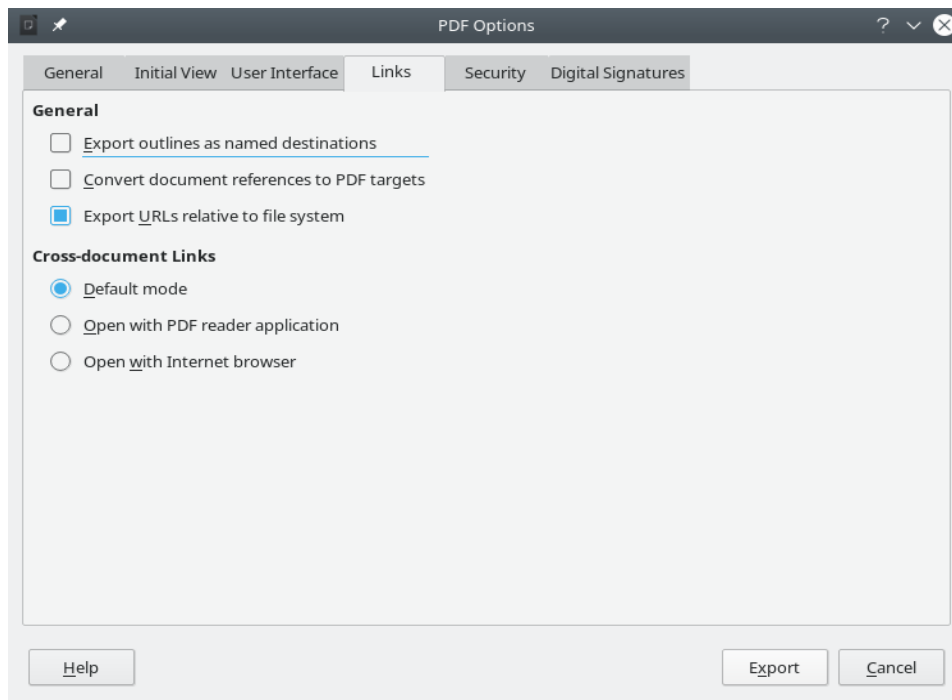 PDF Options
?
General Initial View User Interface Links Security Digital Signatures
General
Export outlines as named destinations
Convert document references to PDF targets
Export URLs relative to file system
Cross-document Links
Default mode
Open with PDF reader application
Open with Internet browser
Help Export Cancel